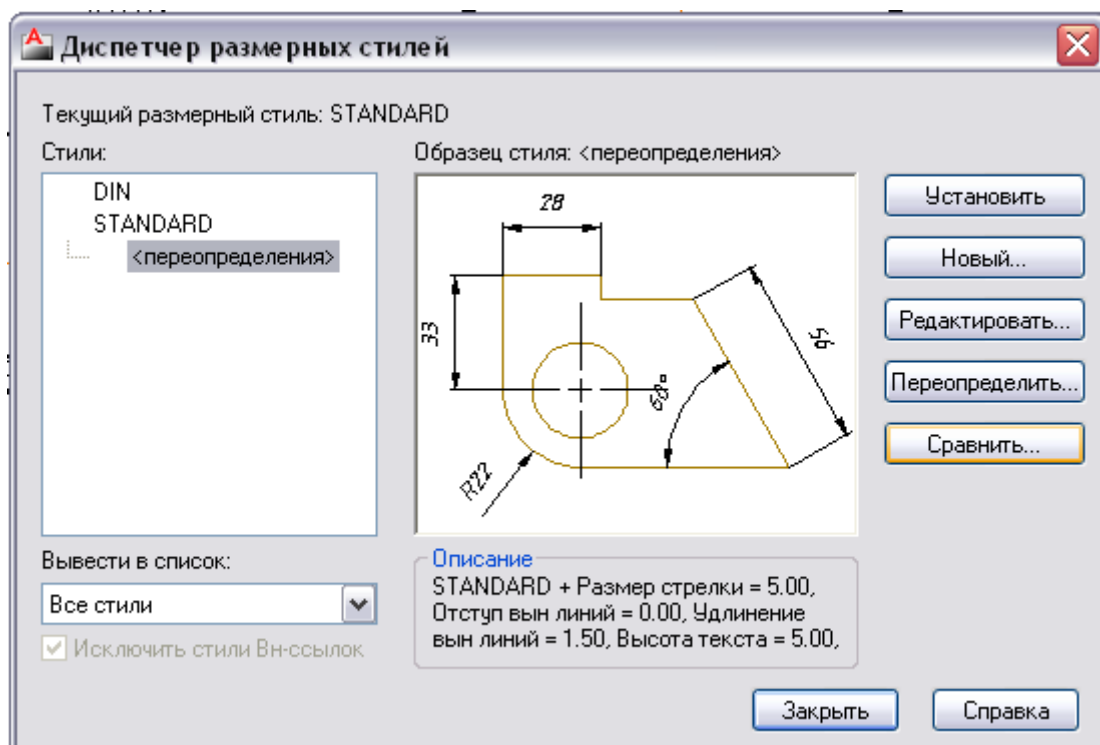 Диспетчер размерных стилей
Текущий размерный стиль: STANDARD
Стили:
Образец стиля: <переопределения>
DIN
STANDARD
<переопределения>
28
33
56
60°
R22
Установить
Новый...
Редактировать...
Переопределить...
Сравнить...
Вывести в список:
Все стили
Исключить стили Вн-ссылок
Описание
STANDARD + Размер стрелки = 5.00,
Отступ вын линий = 0.00, Удлинение
вын линий = 1.50, Высота текста = 5.00,
Закрыть
Справка